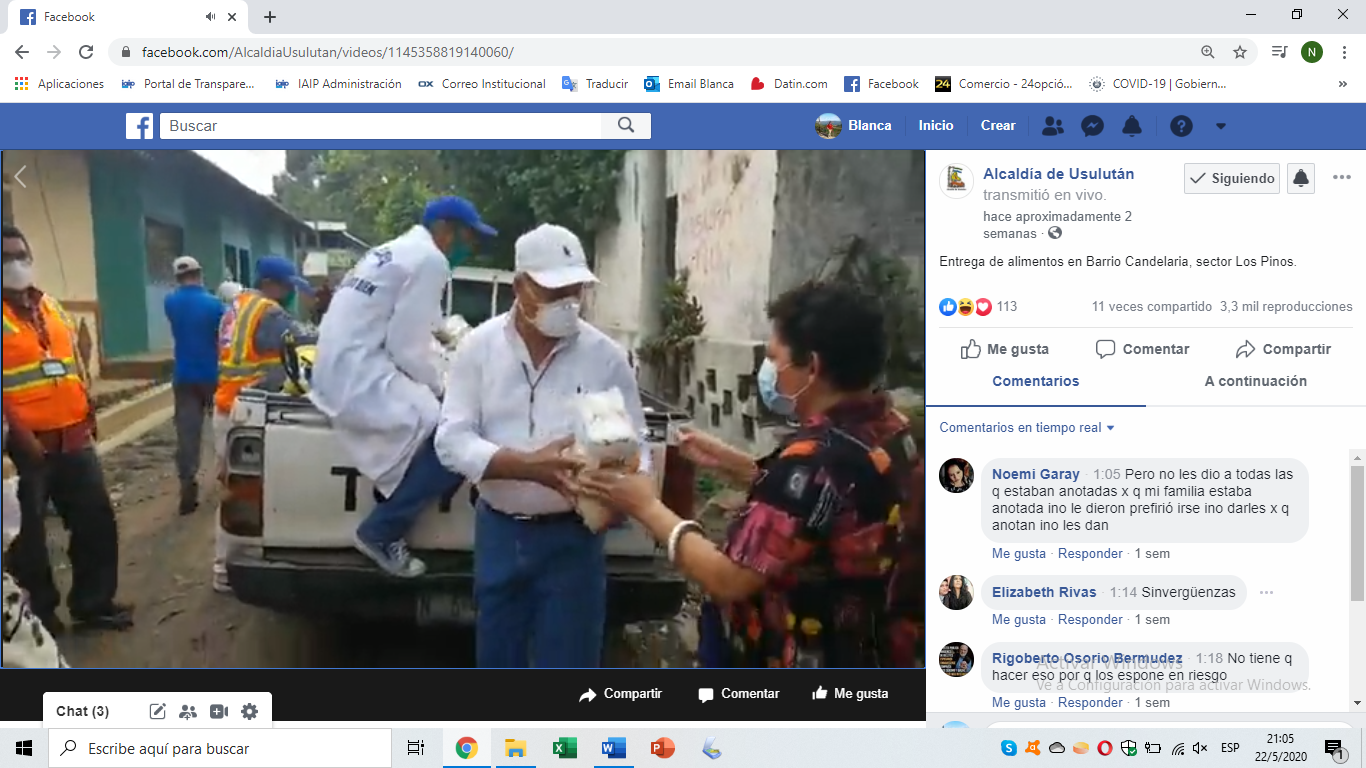 Facebook
facebook.com/AlcaldiaUsulutan/videos/1145358819140060/
N
Aplicaciones
Portal de Transpare...
IAIP Administración
Correo Institucional
Traducir
Email Blanca
Datin.com
Facebook
Comercio - 24opció...
COVID-19 | Gobiern...
Buscar
Blanca
Inicio
Crear
Alcaldía de Usulután
transmitió en vivo.
hace aproximadamente 2
semanas ·
Siguiendo
Entrega de alimentos en Barrio Candelaria, sector Los Pinos.
113
11 veces compartido 3,3 mil reproducciones
Me gusta
Comentar
Compartir
Comentarios
A continuación
Comentarios en tiempo real
Noemi Garay · 1:05 Pero no les dio a todas las
q estaban anotadas x q mi familia estaba
anotada ino le dieron prefirió irse ino darles x q
anotan ino les dan
Me gusta · Responder · 1 sem
Elizabeth Rivas · 1:14 Sinvergüenzas
Me gusta · Responder · 1 sem
Rigoberto Osorio Bermudez · 1:18 No tiene q
hacer eso por q los espone en riesgo
Me gusta · Responder · 1 sem
Activar Windows
Ve a Configuración para activar Windows.
Compartir
Comentar
Me gusta
Chat (3)
Escribe aquí para buscar
ESP
21:05
22/5/2020
1